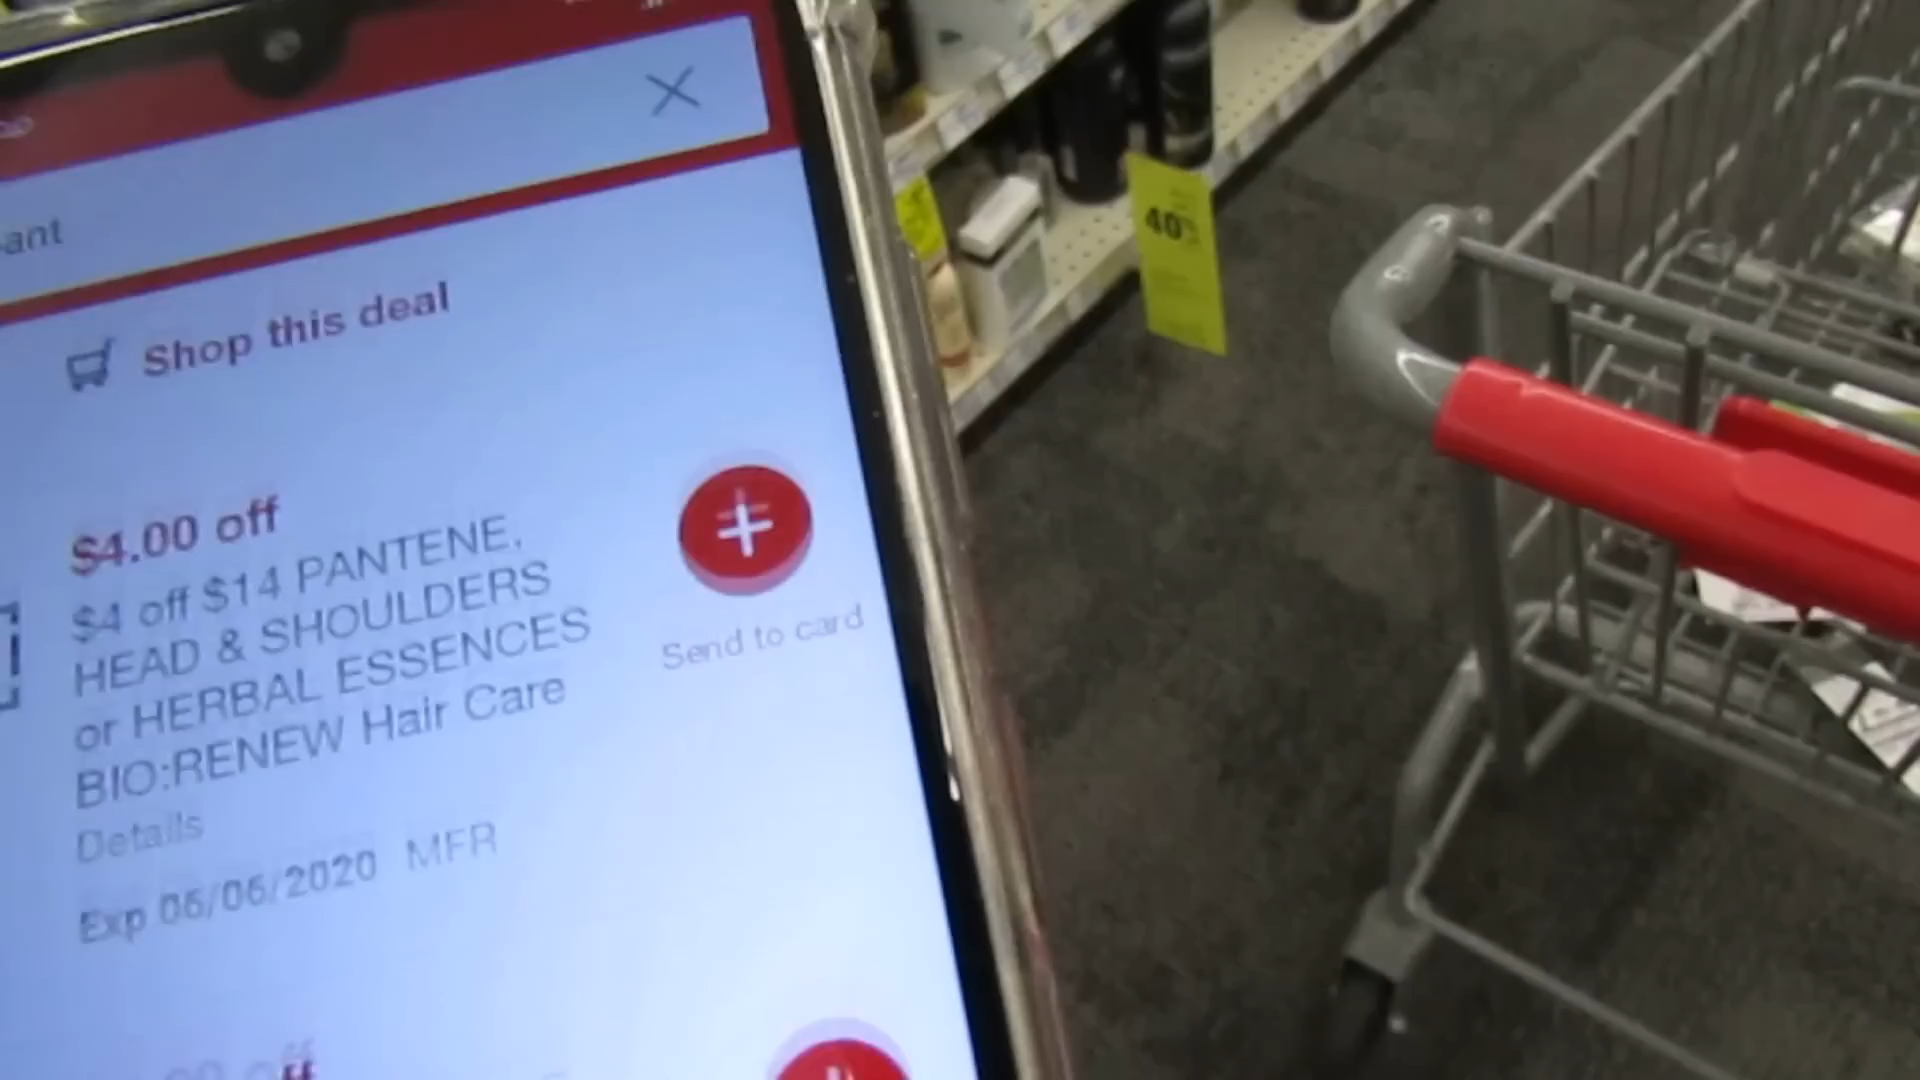 -ant
Shop this deal
$4.00 off
$4 off $14 PANTENE,
HEAD & SHOULDERS
or HERBAL ESSENCES
BIO:RENEW Hair Care
Details
Exp 06/06/2020 MFR
Send to card
off
40%